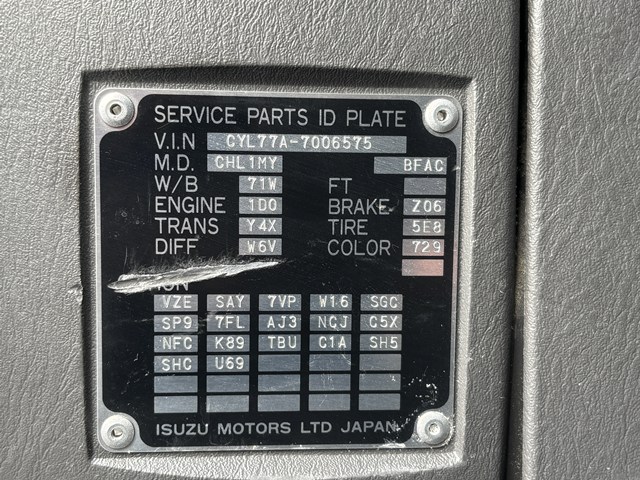 SERVICE PARTS ID PLATE
V.I.N CYL77A-7006575
M.D. CHL1MY BFAC
W/B 71W FT
ENGINE 1D0 BRAKE Z06
TRANS Y4X TIRE 5E8
DIFF W6V COLOR 729
VZE SAY 7VP W16 SGC
SP9 7FL AJ3 NCJ C5X
NFC K89 TBU C1A SH5
SHC U69
ISUZU MOTORS LTD JAPAN